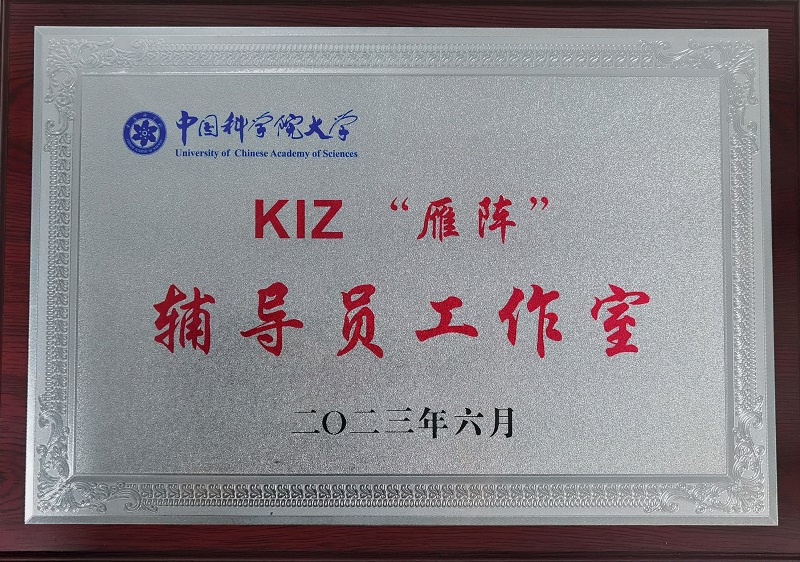 中国科学院大学
University of Chinese Academy of Sciences
KIZ “雁阵”
辅导员工作室
二〇二三年六月